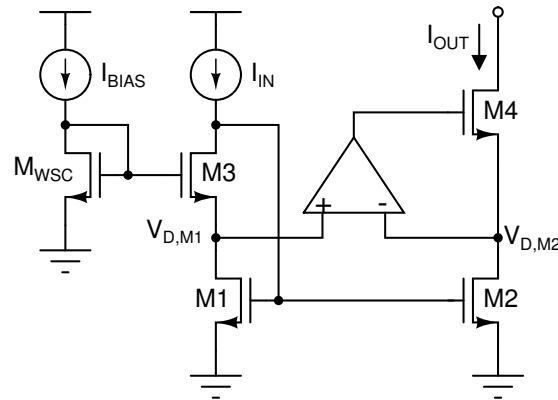 I_OUT
I_BIAS
I_IN
M4
M_WSC
M3
+ -
V_D,M1
V_D,M2
M1
M2